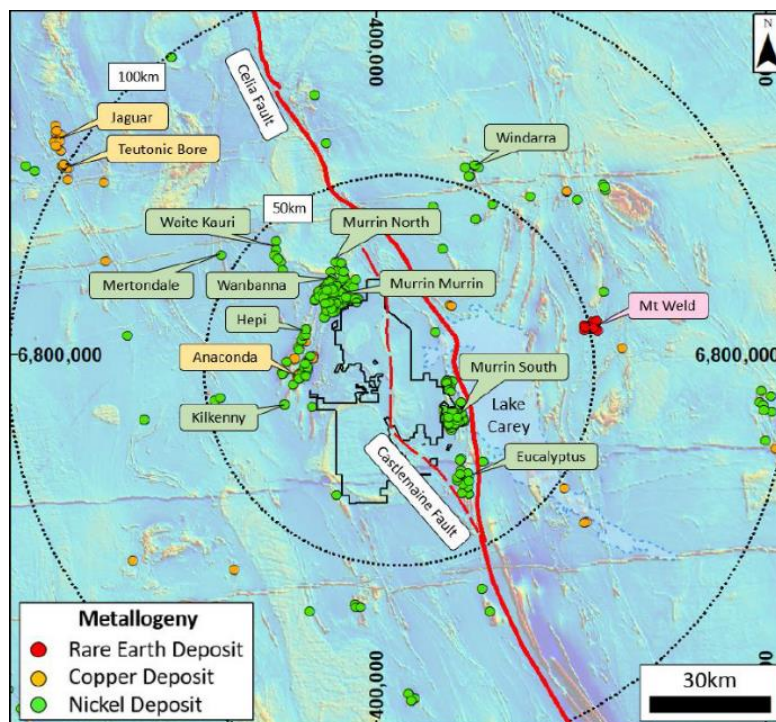 400,000
N
100km
Celia Fault
Jaguar
Teutonic Bore
Windarra
50km
Waite Kauri
Murrin North
Mertondale
Wanbanna
Murrin Murrin
Hepi
Mt Weld
6,800,000
Anaconda
6,800,000
Murrin South
Kilkenny
Lake
Carey
Castlemaine Fault
Eucalyptus
Metallogeny
Rare Earth Deposit
Copper Deposit
Nickel Deposit
400,000
30km